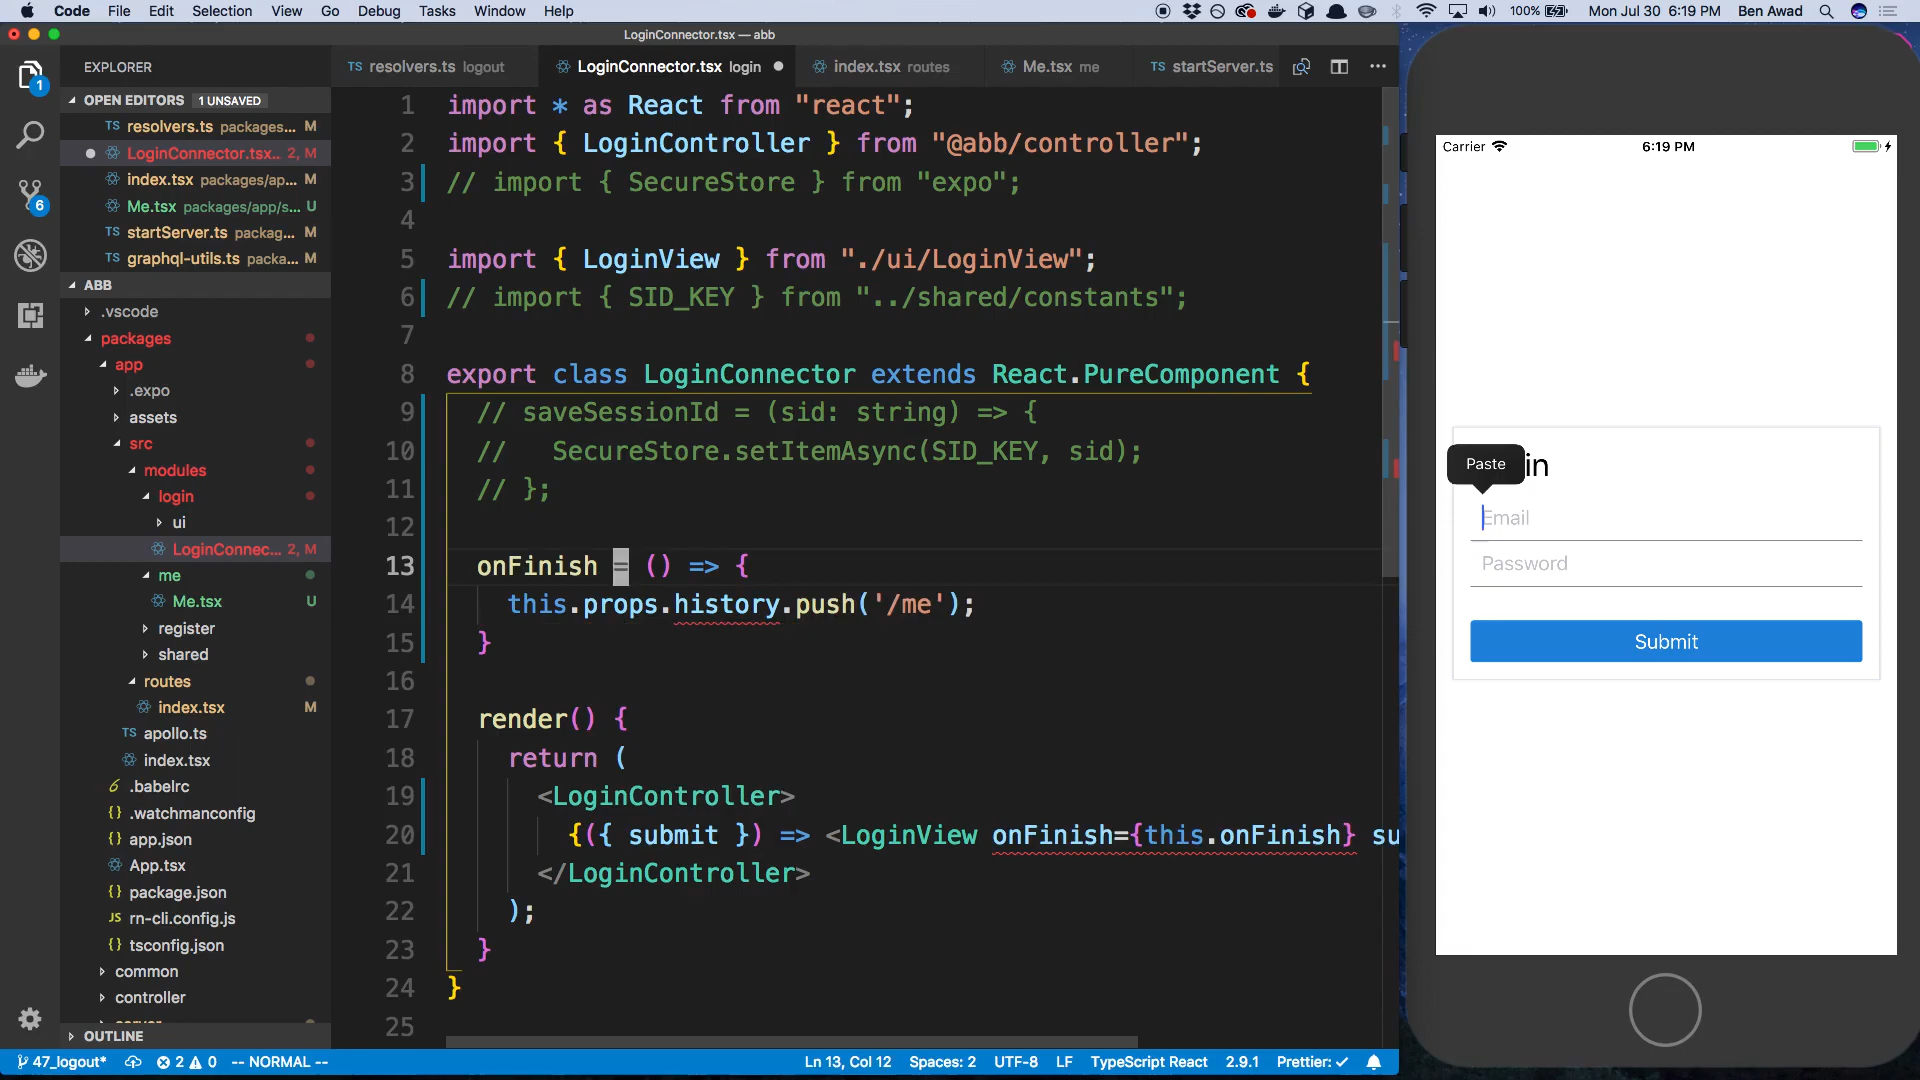 Code File Edit Selection View Go Debug Tasks Window Help 100% Mon Jul 30 6:19 PM Ben Awad
LoginConnector.tsx — abb
EXPLORER
TS resolvers.ts logout
LoginConnector.tsx login
index.tsx routes
Me.tsx me
TS startServer.ts
1
OPEN EDITORS 1 UNSAVED
TS resolvers.ts packages... M
LoginConnector.tsx... 2, M
index.tsx packages/ap... M
Me.tsx packages/app/s... U
TS startServer.ts packag... M
TS graphql-utils.ts packa... M
6
ABB
.vscode
packages
app
.expo
assets
src
modules
login
ui
LoginConnec... 2, M
me
Me.tsx U
register
shared
routes
index.tsx M
TS apollo.ts
index.tsx
.babelrc
{} .watchmanconfig
{} app.json
App.tsx
{} package.json
JS rn-cli.config.js
{} tsconfig.json
common
controller
OUTLINE
1 import * as React from "react";
2 import { LoginController } from "@abb/controller";
3 // import { SecureStore } from "expo";
4
5 import { LoginView } from "./ui/LoginView";
6 // import { SID_KEY } from "../shared/constants";
7
8 export class LoginConnector extends React.PureComponent {
9 // saveSessionId = (sid: string) => {
10 //   SecureStore.setItemAsync(SID_KEY, sid);
11 // };
12
13 onFinish = () => {
14 this.props.history.push('/me');
15 }
16
17 render() {
18 return (
19 <LoginController>
20 {({ submit }) => <LoginView onFinish={this.onFinish} su
21 </LoginController>
22 );
23 }
24 }
25
47_logout* 2 0 -- NORMAL -- Ln 13, Col 12 Spaces: 2 UTF-8 LF TypeScript React 2.9.1 Prettier: ✓
Carrier 6:19 PM
Paste
in
Email
Password
Submit